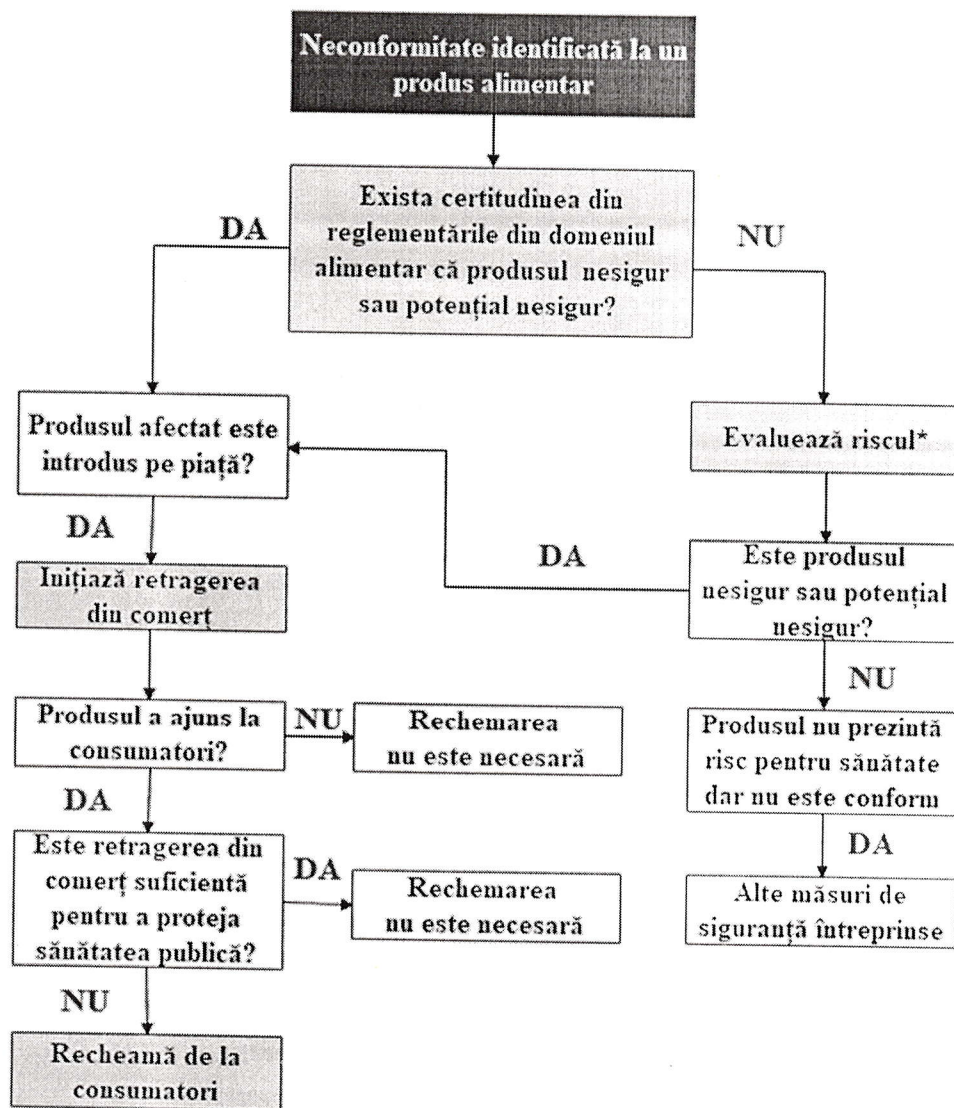 Neconformitate identificată la un
produs alimentar
Exista certitudinea din
reglementările din domeniul
alimentar că produsul nesigur
sau potențial nesigur?
DA
NU
Produsul afectat este
introdus pe piață?
Evaluează riscul*
DA
Inițiază retragerea
din comerț
DA
Este produsul
nesigur sau potențial
nesigur?
NU
Produsul a ajuns la
consumatori?
NU
Rechemarea
nu este necesară
Produsul nu prezintă
risc pentru sănătate
dar nu este conform
DA
Este retragerea din
comerț suficientă
pentru a proteja
sănătatea publică?
DA
Rechemarea
nu este necesară
DA
Alte măsuri de
siguranță întreprinse
NU
Recheamă de la
consumatori